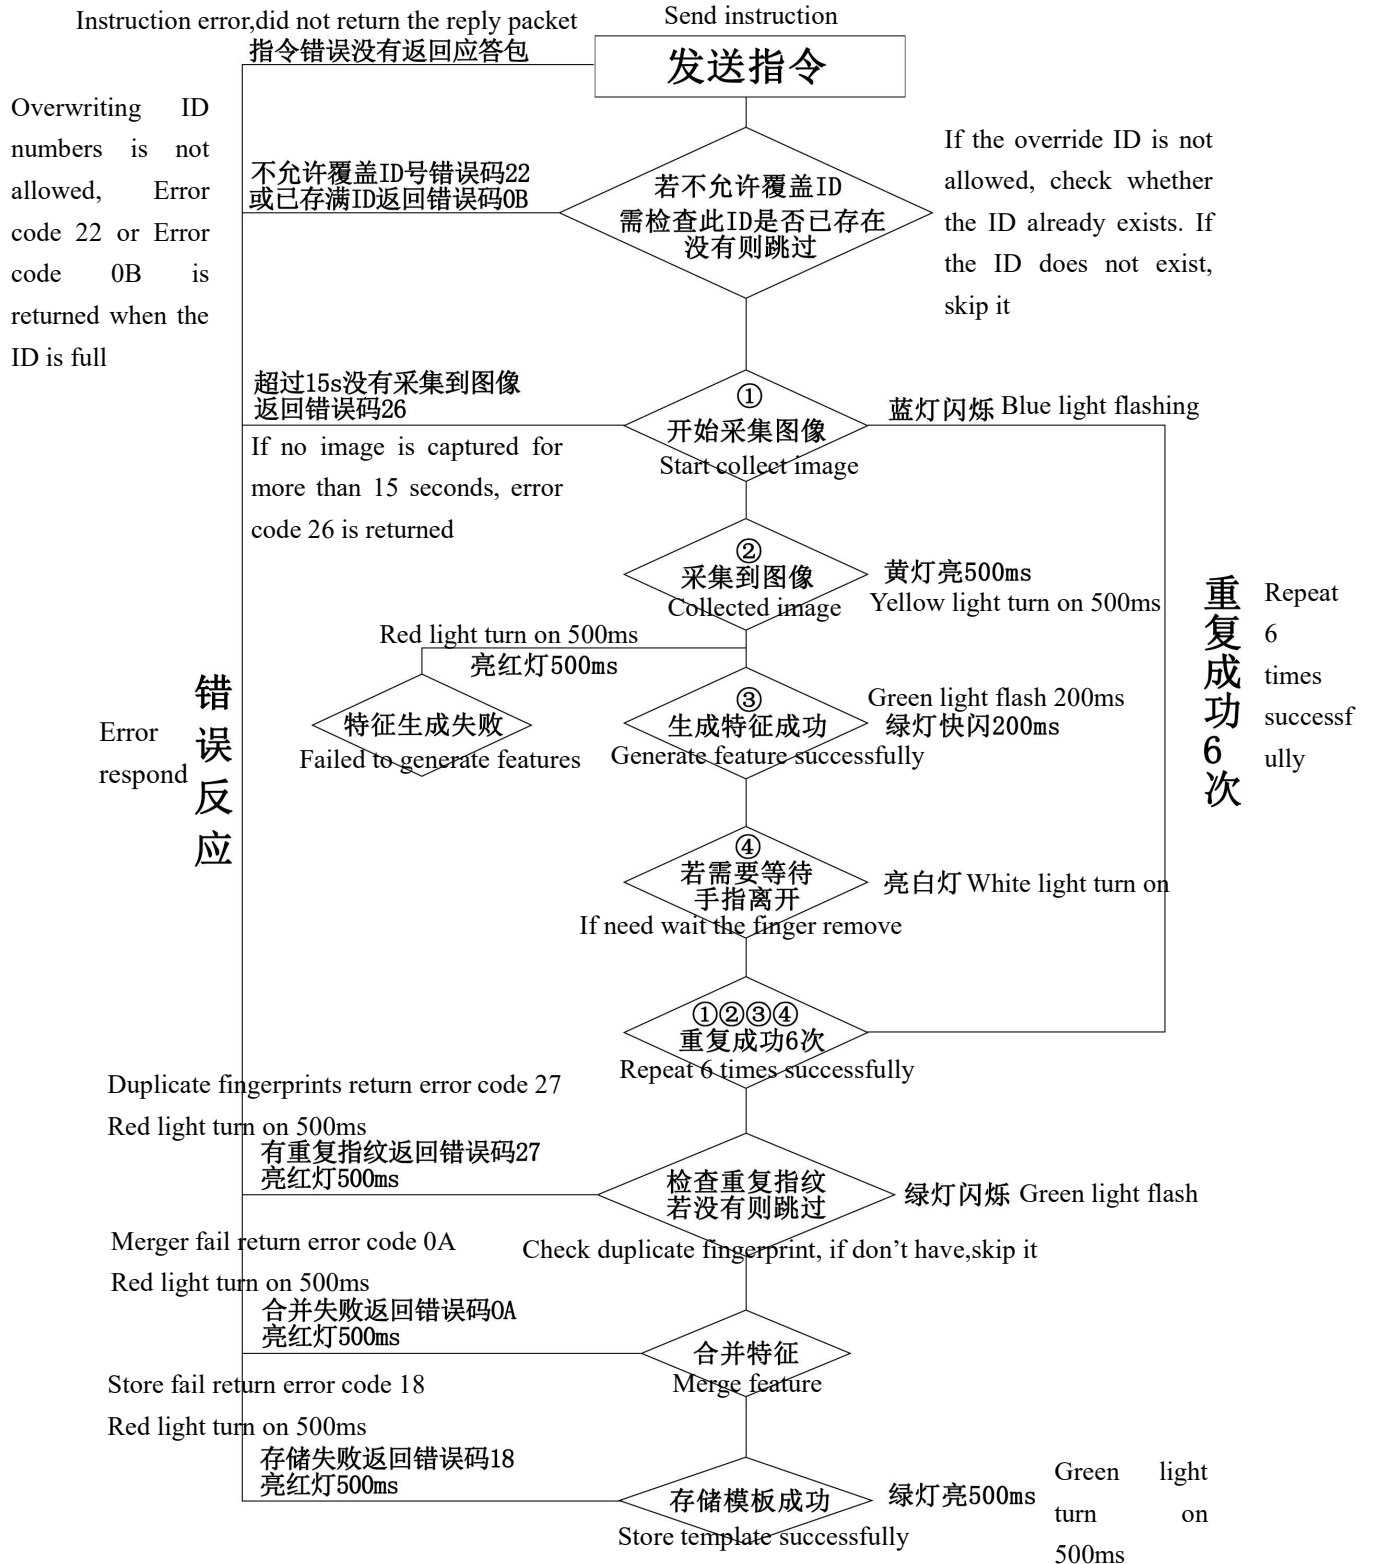 Instruction error,did not return the reply packet
指令错误没有返回应答包
Send instruction
发送指令
Overwriting ID
numbers is not
allowed, Error
code 22 or Error
code 0B is
returned when the
ID is full
不允许覆盖ID号错误码22
或已存满ID返回错误码0B
若不允许覆盖ID
需检查此ID是否已存在
没有则跳过
If the override ID is not
allowed, check whether
the ID already exists. If
the ID does not exist,
skip it
超过15s没有采集到图像
返回错误码26
If no image is captured for
more than 15 seconds, error
code 26 is returned
①
开始采集图像
Start collect image
蓝灯闪烁 Blue light flashing
②
采集到图像
Collected image
黄灯亮500ms
Yellow light turn on 500ms
Red light turn on 500ms
亮红灯500ms
特征生成失败
Failed to generate features
③
生成特征成功
Generate feature successfully
Green light flash 200ms
绿灯快闪200ms
重复成功6次
Repeat
6
times
successf
ully
错误反应
Error
respond
④
若需要等待
手指离开
If need wait the finger remove
亮白灯 White light turn on
①②③④
重复成功6次
Repeat 6 times successfully
Duplicate fingerprints return error code 27
Red light turn on 500ms
有重复指纹返回错误码27
亮红灯500ms
检查重复指纹
若没有则跳过
Check duplicate fingerprint, if don’t have,skip it
绿灯闪烁 Green light flash
Merger fail return error code 0A
Red light turn on 500ms
合并失败返回错误码0A
亮红灯500ms
合并特征
Merge feature
Store fail return error code 18
Red light turn on 500ms
存储失败返回错误码18
亮红灯500ms
存储模板成功
Store template successfully
绿灯亮500ms
Green light
turn on
500ms